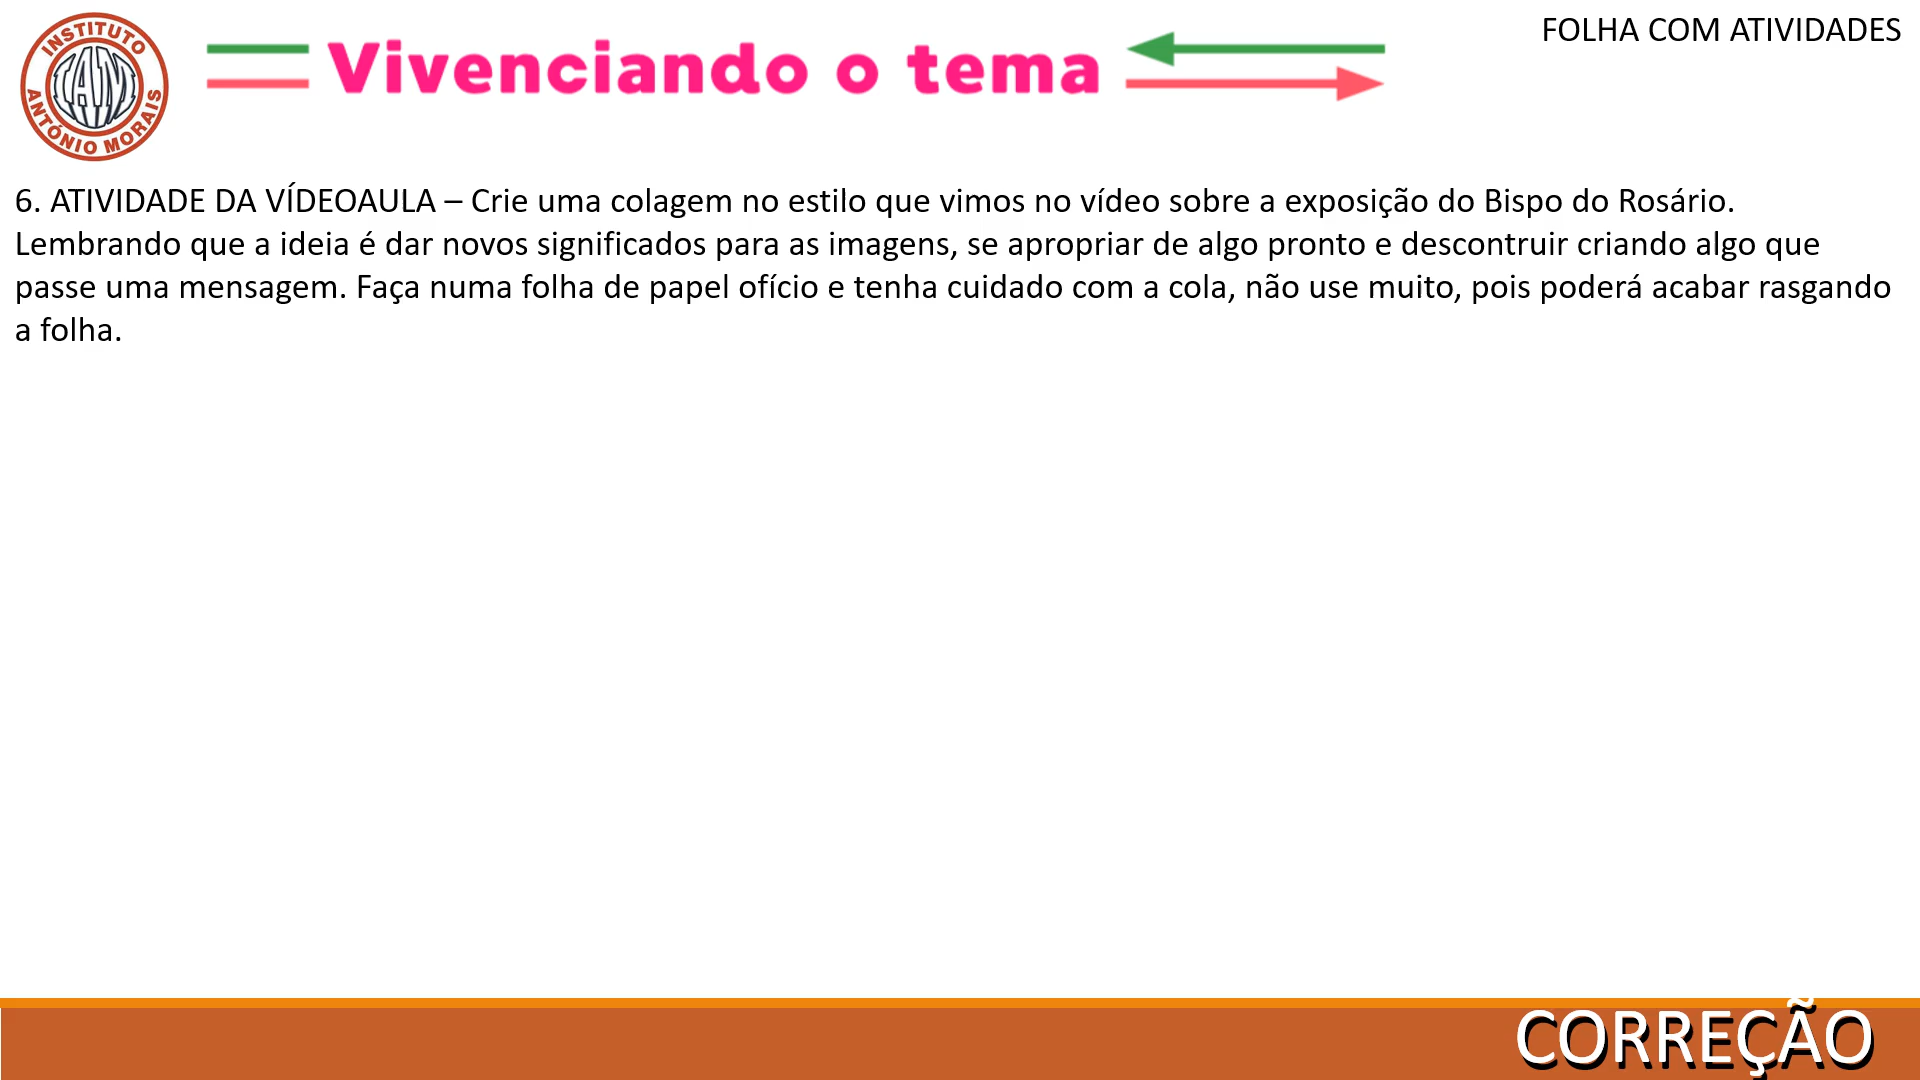 INSTITUTO
IAM
ANTÓNIO MORAIS
Vivenciando o tema
FOLHA COM ATIVIDADES
6. ATIVIDADE DA VÍDEOAULA – Crie uma colagem no estilo que vimos no vídeo sobre a exposição do Bispo do Rosário.
Lembrando que a ideia é dar novos significados para as imagens, se apropriar de algo pronto e descontruir criando algo que
passe uma mensagem. Faça numa folha de papel ofício e tenha cuidado com a cola, não use muito, pois poderá acabar rasgando
a folha.
CORREÇÃO